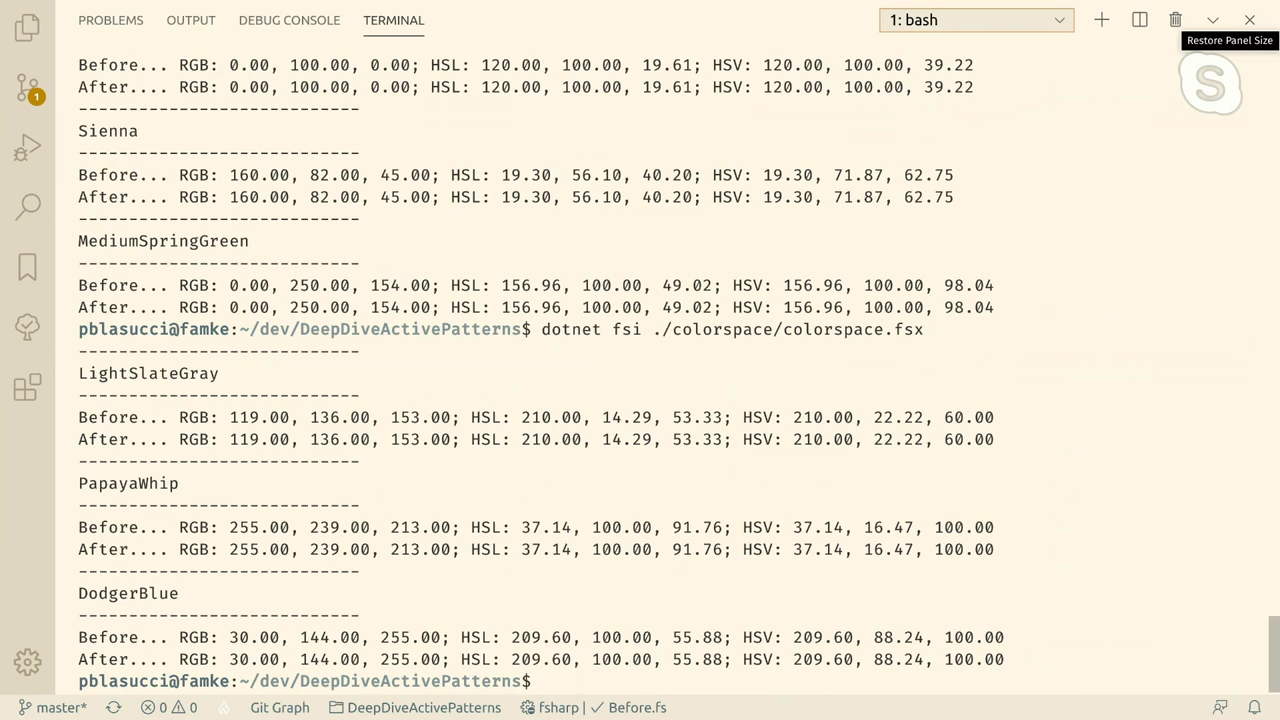 PROBLEMS OUTPUT DEBUG CONSOLE TERMINAL 1: bash
Restore Panel Size
S
1
Before... RGB: 0.00, 100.00, 0.00; HSL: 120.00, 100.00, 19.61; HSV: 120.00, 100.00, 39.22
After.... RGB: 0.00, 100.00, 0.00; HSL: 120.00, 100.00, 19.61; HSV: 120.00, 100.00, 39.22
----------------------------
Sienna
----------------------------
Before... RGB: 160.00, 82.00, 45.00; HSL: 19.30, 56.10, 40.20; HSV: 19.30, 71.87, 62.75
After.... RGB: 160.00, 82.00, 45.00; HSL: 19.30, 56.10, 40.20; HSV: 19.30, 71.87, 62.75
----------------------------
MediumSpringGreen
----------------------------
Before... RGB: 0.00, 250.00, 154.00; HSL: 156.96, 100.00, 49.02; HSV: 156.96, 100.00, 98.04
After.... RGB: 0.00, 250.00, 154.00; HSL: 156.96, 100.00, 49.02; HSV: 156.96, 100.00, 98.04
pblasucci@famke:~/dev/DeepDiveActivePatterns$ dotnet fsi ./colorspace/colorspace.fsx
----------------------------
LightSlateGray
----------------------------
Before... RGB: 119.00, 136.00, 153.00; HSL: 210.00, 14.29, 53.33; HSV: 210.00, 22.22, 60.00
After.... RGB: 119.00, 136.00, 153.00; HSL: 210.00, 14.29, 53.33; HSV: 210.00, 22.22, 60.00
----------------------------
PapayaWhip
----------------------------
Before... RGB: 255.00, 239.00, 213.00; HSL: 37.14, 100.00, 91.76; HSV: 37.14, 16.47, 100.00
After.... RGB: 255.00, 239.00, 213.00; HSL: 37.14, 100.00, 91.76; HSV: 37.14, 16.47, 100.00
----------------------------
DodgerBlue
----------------------------
Before... RGB: 30.00, 144.00, 255.00; HSL: 209.60, 100.00, 55.88; HSV: 209.60, 88.24, 100.00
After.... RGB: 30.00, 144.00, 255.00; HSL: 209.60, 100.00, 55.88; HSV: 209.60, 88.24, 100.00
pblasucci@famke:~/dev/DeepDiveActivePatterns$
master* 0 0 Git Graph DeepDiveActivePatterns fsharp | ✓ Before.fs